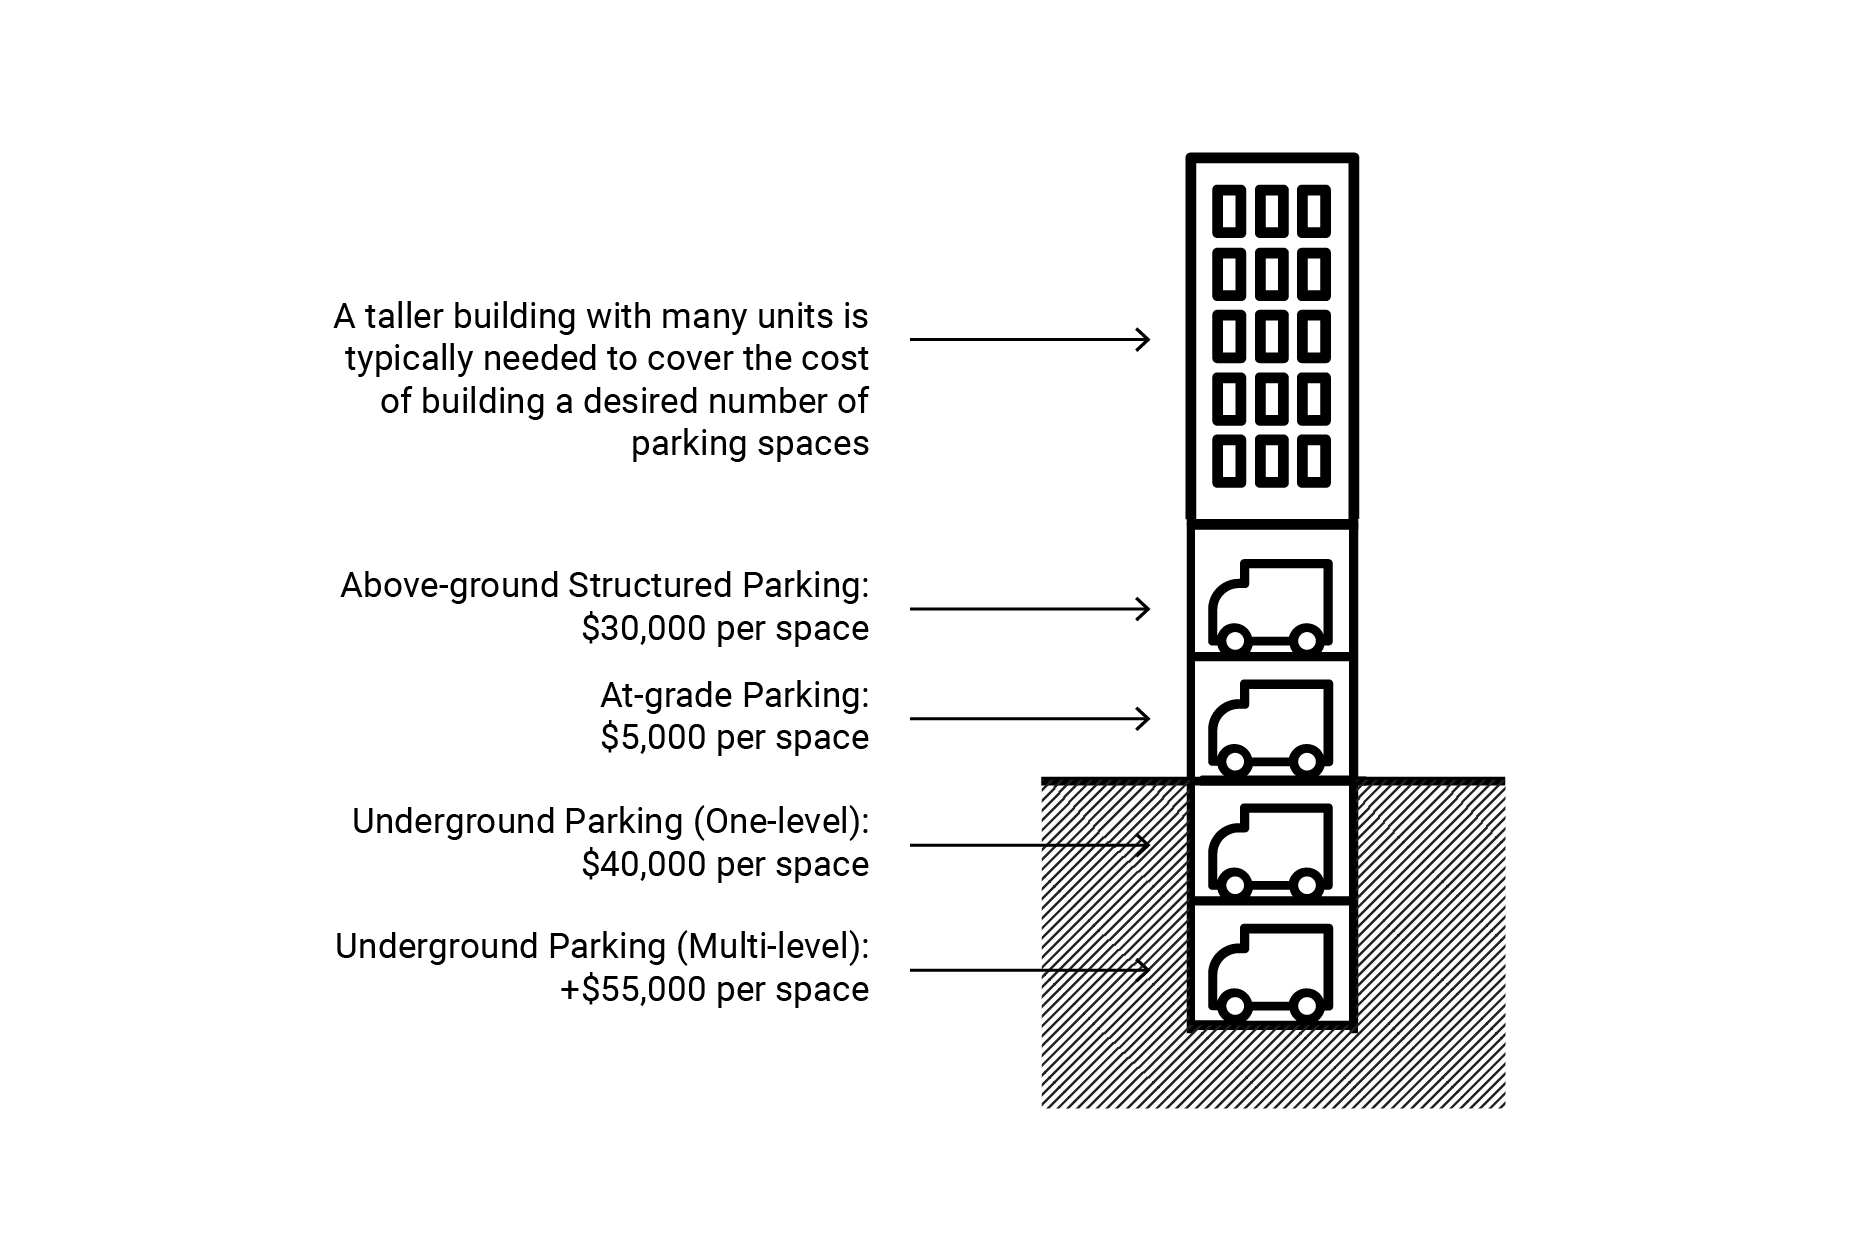 A taller building with many units is
typically needed to cover the cost
of building a desired number of
parking spaces
Above-ground Structured Parking:
$30,000 per space
At-grade Parking:
$5,000 per space
Underground Parking (One-level):
$40,000 per space
Underground Parking (Multi-level):
+$55,000 per space